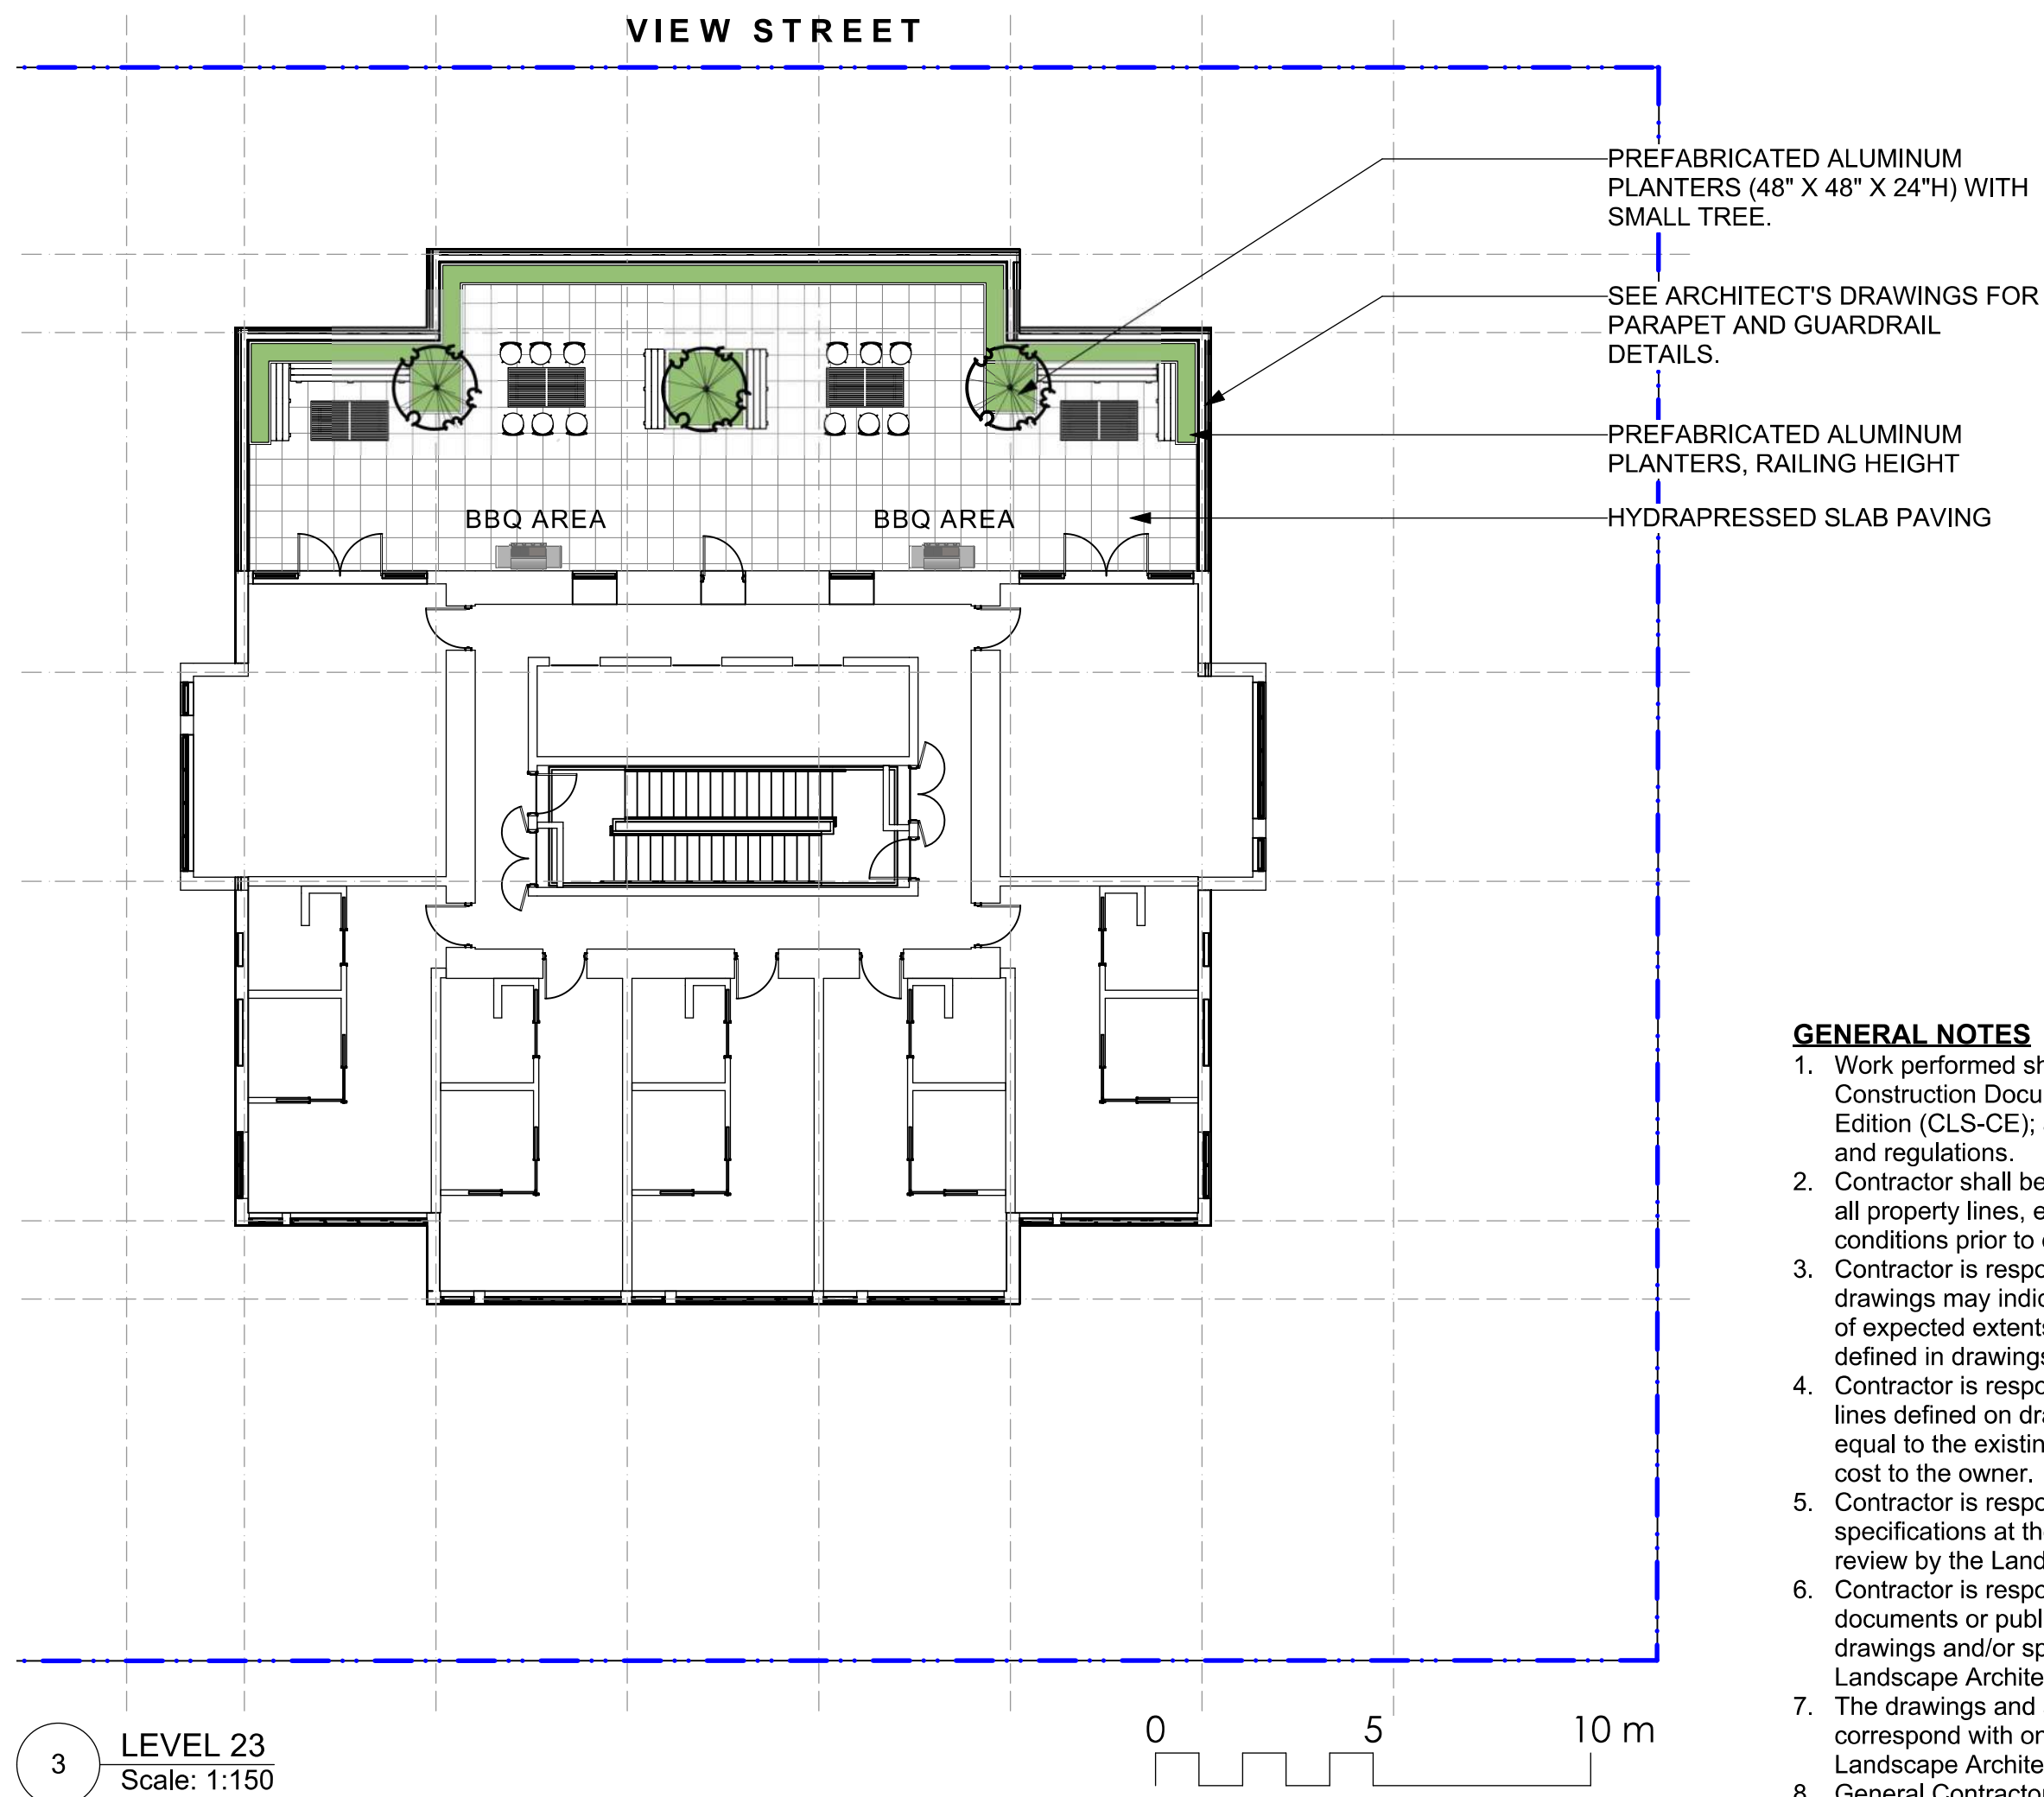 VIEW STREET
PREFABRICATED ALUMINUM
PLANTERS (48" X 48" X 24"H) WITH
SMALL TREE.
SEE ARCHITECT'S DRAWINGS FOR
PARAPET AND GUARDRAIL
DETAILS.
PREFABRICATED ALUMINUM
PLANTERS, RAILING HEIGHT
HYDRAPRESSED SLAB PAVING
BBQ AREA
BBQ AREA
GENERAL NOTES
1. Work performed sh
Construction Docu
Edition (CLS-CE);
and regulations.
2. Contractor shall be
all property lines, e
conditions prior to
3. Contractor is respo
drawings may indic
of expected extents
defined in drawings
4. Contractor is respo
lines defined on dra
equal to the existin
cost to the owner.
5. Contractor is respo
specifications at th
review by the Land
6. Contractor is respo
documents or publ
drawings and/or sp
Landscape Archite
7. The drawings and
correspond with on
Landscape Archite
8. General Contractor
3
LEVEL 23
Scale: 1:150
0 5 10 m